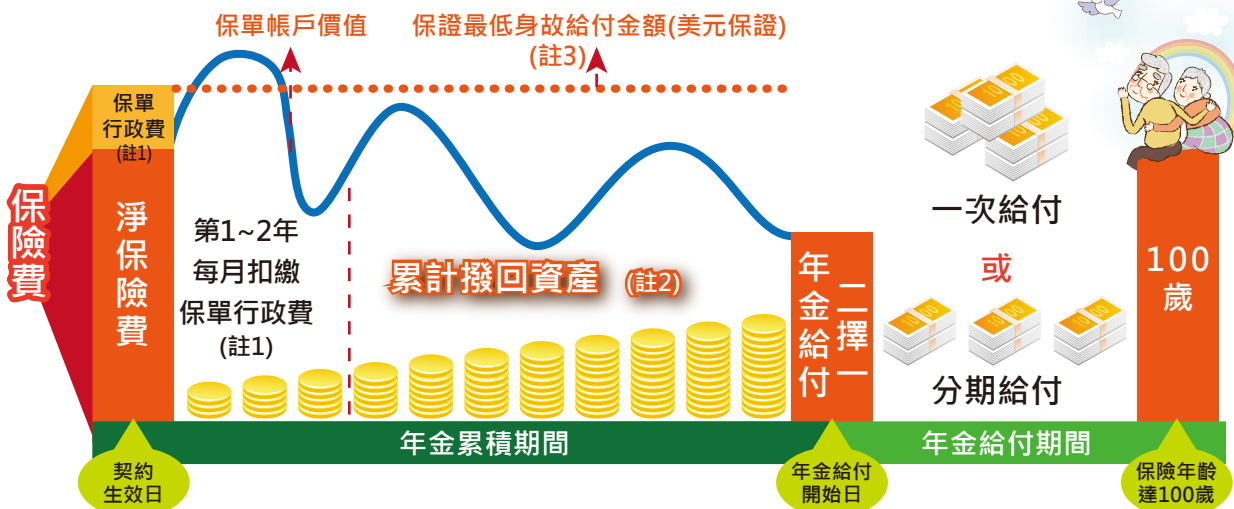 保單帳戶價值
保證最低身故給付金額(美元保證)
(註3)
保單
行政費
(註1)
保險費
淨保險費
第1~2年
每月扣繳
保單行政費
(註1)
累計撥回資產 (註2)
年金給付
二擇一
一次給付
或
分期給付
100
歲
年金累積期間
年金給付期間
契約
生效日
年金給付
開始日
保險年齡
達100歲